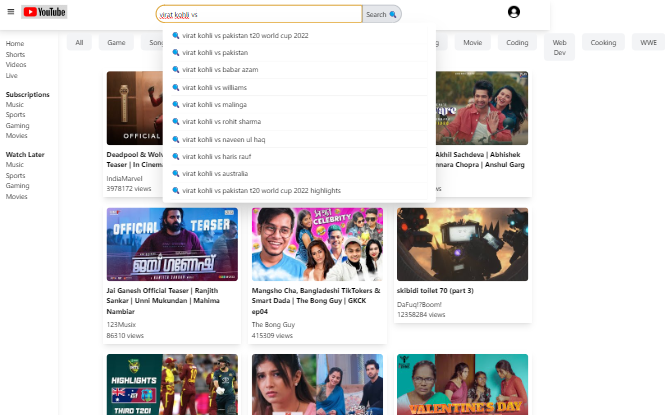 YouTube
virat kohli vs
Search
All
Game
Song
Movie
Coding
Web
Dev
Cooking
WWE
virat kohli vs pakistan t20 world cup 2022
virat kohli vs pakistan
virat kohli vs babar azam
virat kohli vs williams
virat kohli vs malinga
virat kohli vs rohit sharma
virat kohli vs naveen ul haq
virat kohli vs haris rauf
virat kohli vs australia
virat kohli vs pakistan t20 world cup 2022 highlights
Home
Shorts
Videos
Live
Subscriptions
Music
Sports
Gaming
Movies
Watch Later
Music
Sports
Gaming
Movies
OFFICIAL
Deadpool & Wolv
Teaser | In Cinema
IndiaMarvel
3978172 views
Akhil Sachdeva | Abhishek
nnara Chopra | Anshul Garg
views
OFFICIAL TEASER
ജയ് ഗണേഷ്
Jai Ganesh Official Teaser | Ranjith
Sankar | Unni Mukundan | Mahima
Nambiar
123Musix
86310 views
CELEBRITY
Mangsho Cha, Bangladeshi TikTokers &
Smart Dada | The Bong Guy | GKCK
ep04
The Bong Guy
415309 views
skibidi toilet 70 (part 3)
DaFuq!?Boom!
12358284 views
HIGHLIGHTS
THIRD T20I
VALENTINE'S DAY